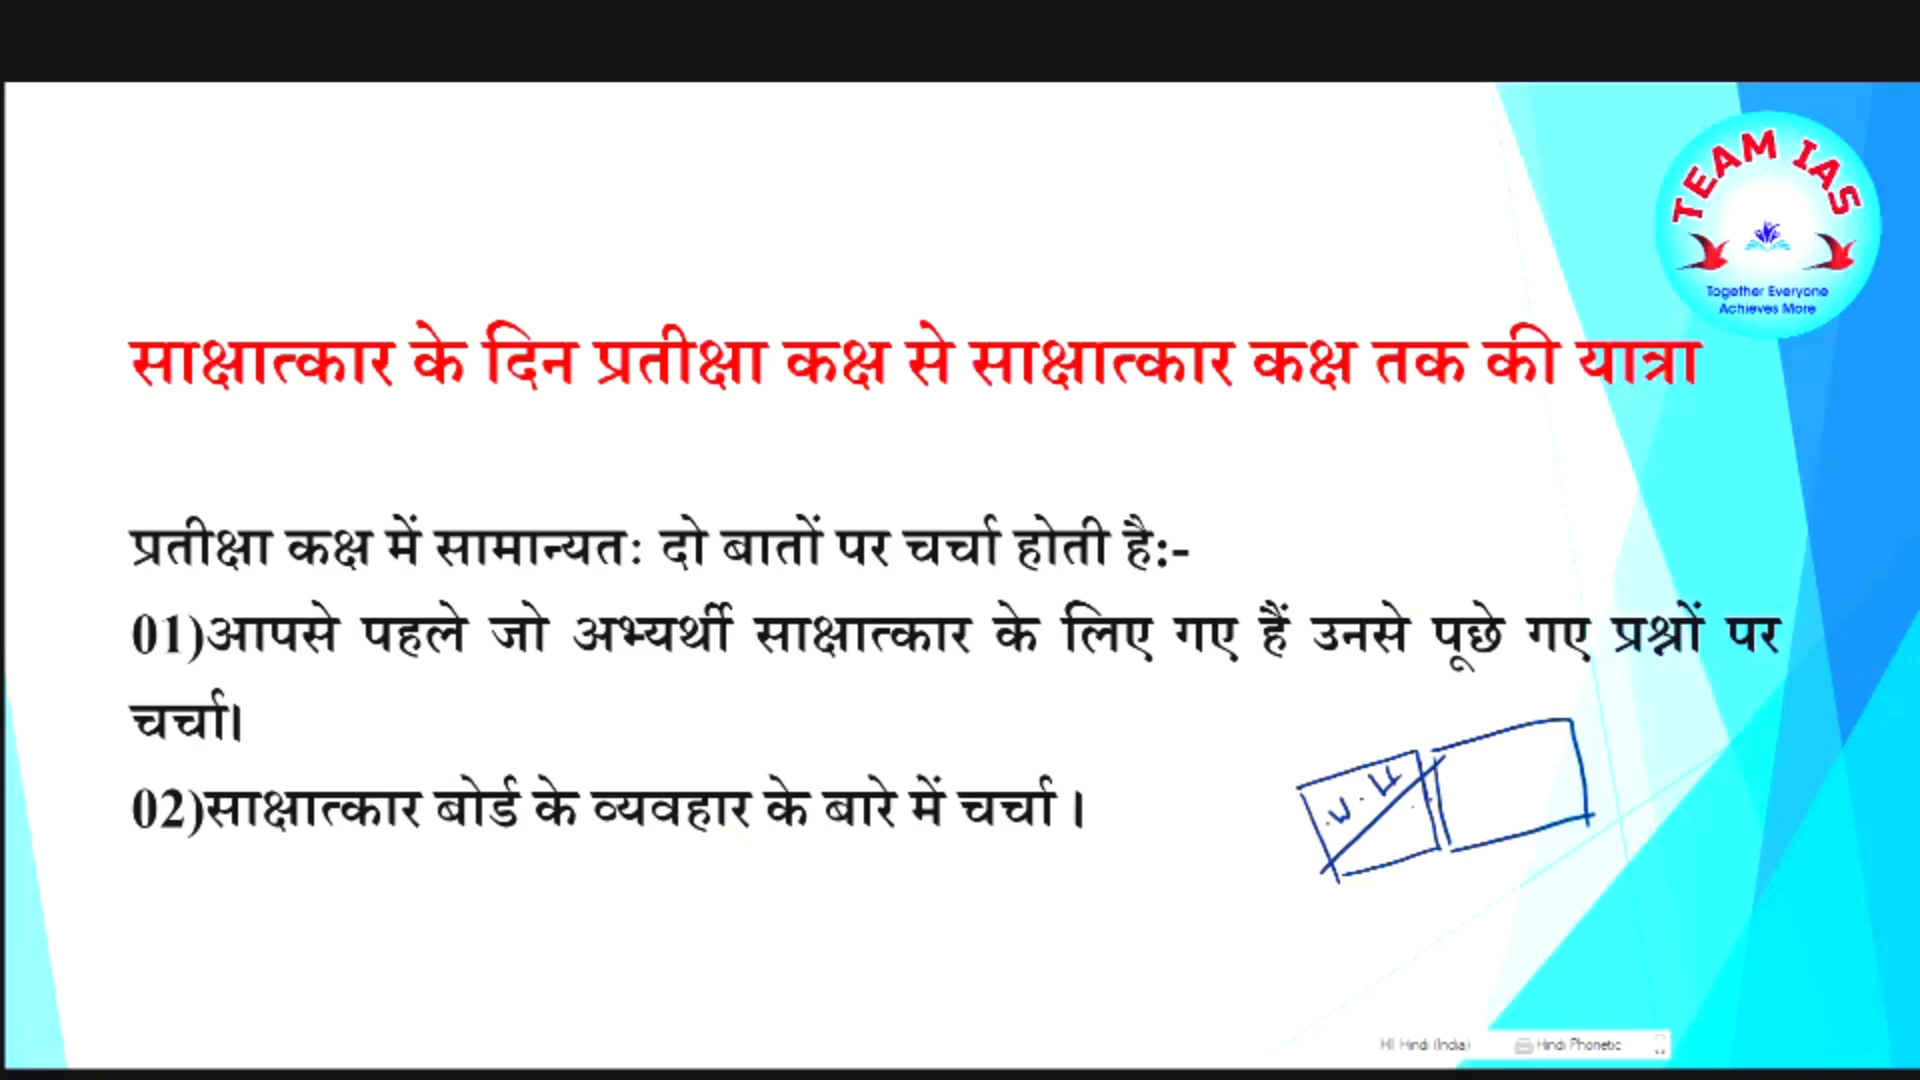 TEAM IAS
Together Everyone
Achieves More
साक्षात्कार के दिन प्रतीक्षा कक्ष से साक्षात्कार कक्ष तक की यात्रा
प्रतीक्षा कक्ष में सामान्यतः दो बातों पर चर्चा होती है:-
01)आपसे पहले जो अभ्यर्थी साक्षात्कार के लिए गए हैं उनसे पूछे गए प्रश्नों पर
चर्चा।
02)साक्षात्कार बोर्ड के व्यवहार के बारे में चर्चा ।
HI Hindi (India) Hindi Phonetic